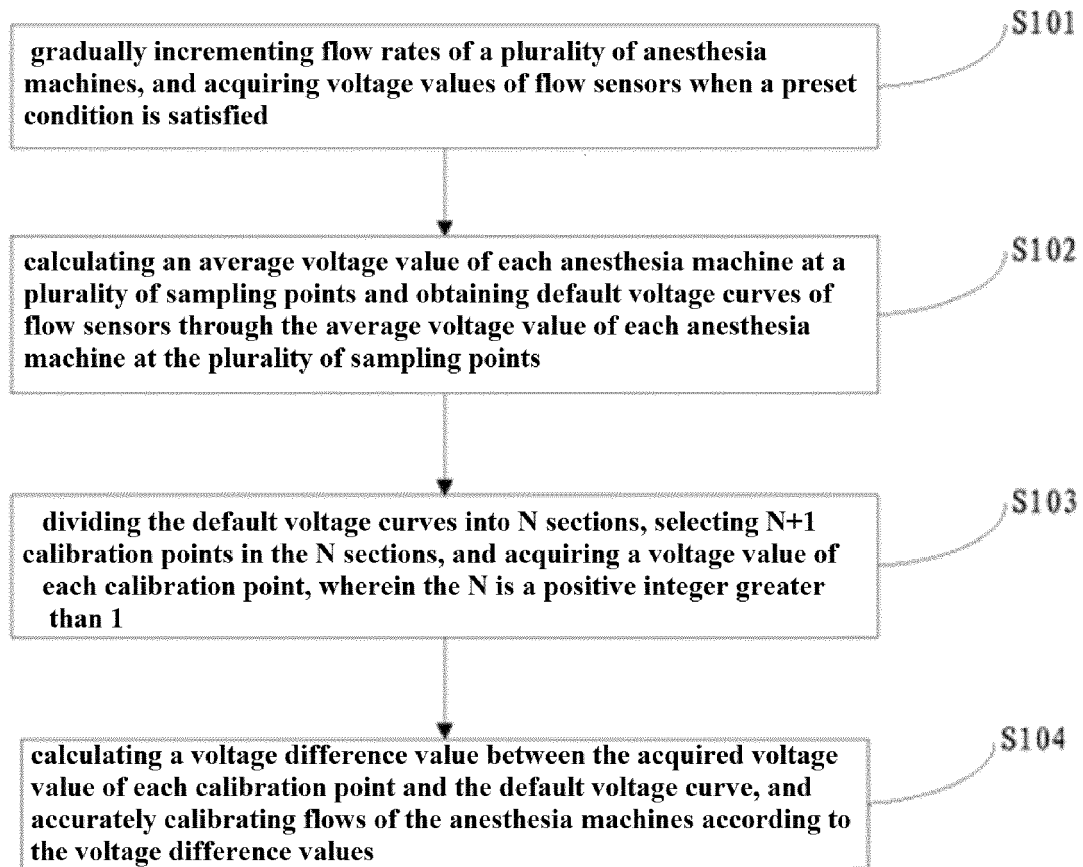 S101
gradually incrementing flow rates of a plurality of anesthesia
machines, and acquiring voltage values of flow sensors when a preset
condition is satisfied
S102
calculating an average voltage value of each anesthesia machine at a
plurality of sampling points and obtaining default voltage curves of
flow sensors through the average voltage value of each anesthesia
machine at the plurality of sampling points
S103
dividing the default voltage curves into N sections, selecting N+1
calibration points in the N sections, and acquiring a voltage value of
each calibration point, wherein the N is a positive integer greater
than 1
S104
calculating a voltage difference value between the acquired voltage
value of each calibration point and the default voltage curve, and
accurately calibrating flows of the anesthesia machines according to
the voltage difference values